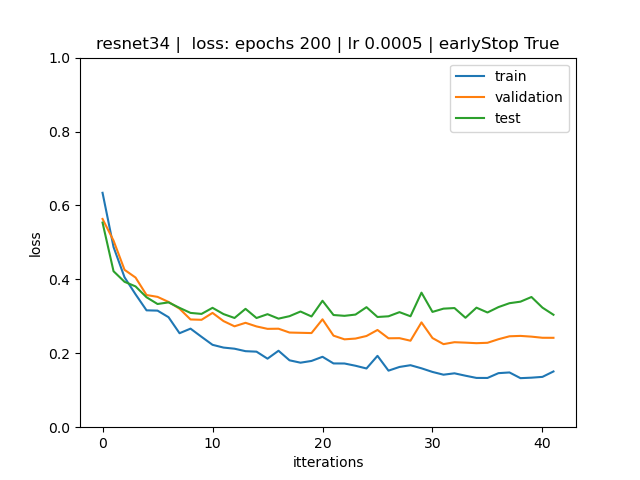 resnet34 |  loss: epochs 200 | lr 0.0005 | earlyStop True
1.0
0.8
0.6
0.4
0.2
0.0
loss
train
validation
test
0
10
20
30
40
itterations